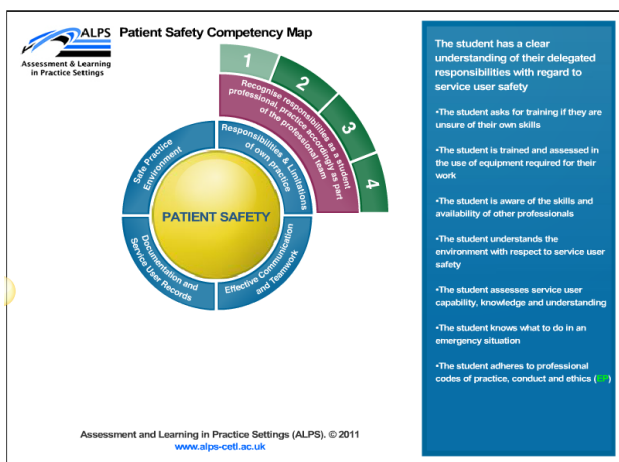 ALPS
Assessment & Learning
in Practice Settings
Patient Safety Competency Map
1
2
3
4
Recognise responsibilities as a student
professional, practice accordingly as part
of the professional team
Safe Practice
Environment
Responsibilities & Limitations
of own practice
PATIENT SAFETY
Documentation and
Service User Records
Effective Communication
and Teamwork
Assessment and Learning in Practice Settings (ALPS). © 2011
www.alps-cetl.ac.uk
The student has a clear
understanding of their delegated
responsibilities with regard to
service user safety
•The student asks for training if they are
unsure of their own skills
•The student is trained and assessed in
the use of equipment required for their
work
•The student is aware of the skills and
availability of other professionals
•The student understands the
environment with respect to service user
safety
•The student assesses service user
capability, knowledge and understanding
•The student knows what to do in an
emergency situation
•The student adheres to professional
codes of practice, conduct and ethics (EP)